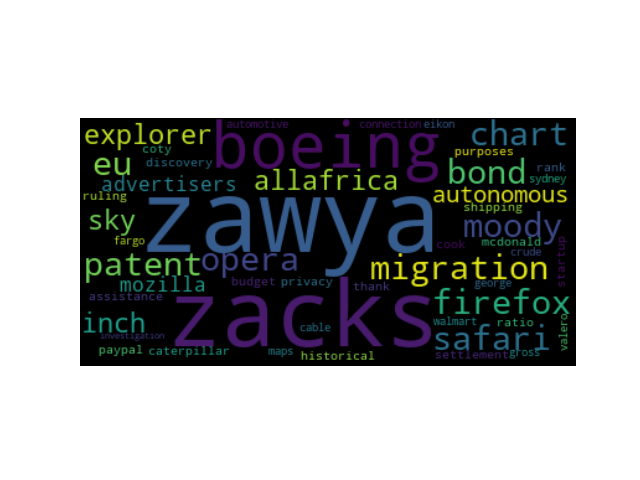 automotive connection eikon
explorer boeing chart
coty purposes
eu discovery bond rank
advertisers allafrica sydney
ruling zawya autonomous
shipping
sky moody
fargo cook mcdonald
patent opera crude startup
migration
mozilla budget privacy thank george
assistance zacks firefox
inch cable walmart ratio
investigation safari valero
paypal caterpillar maps historical settlement gross